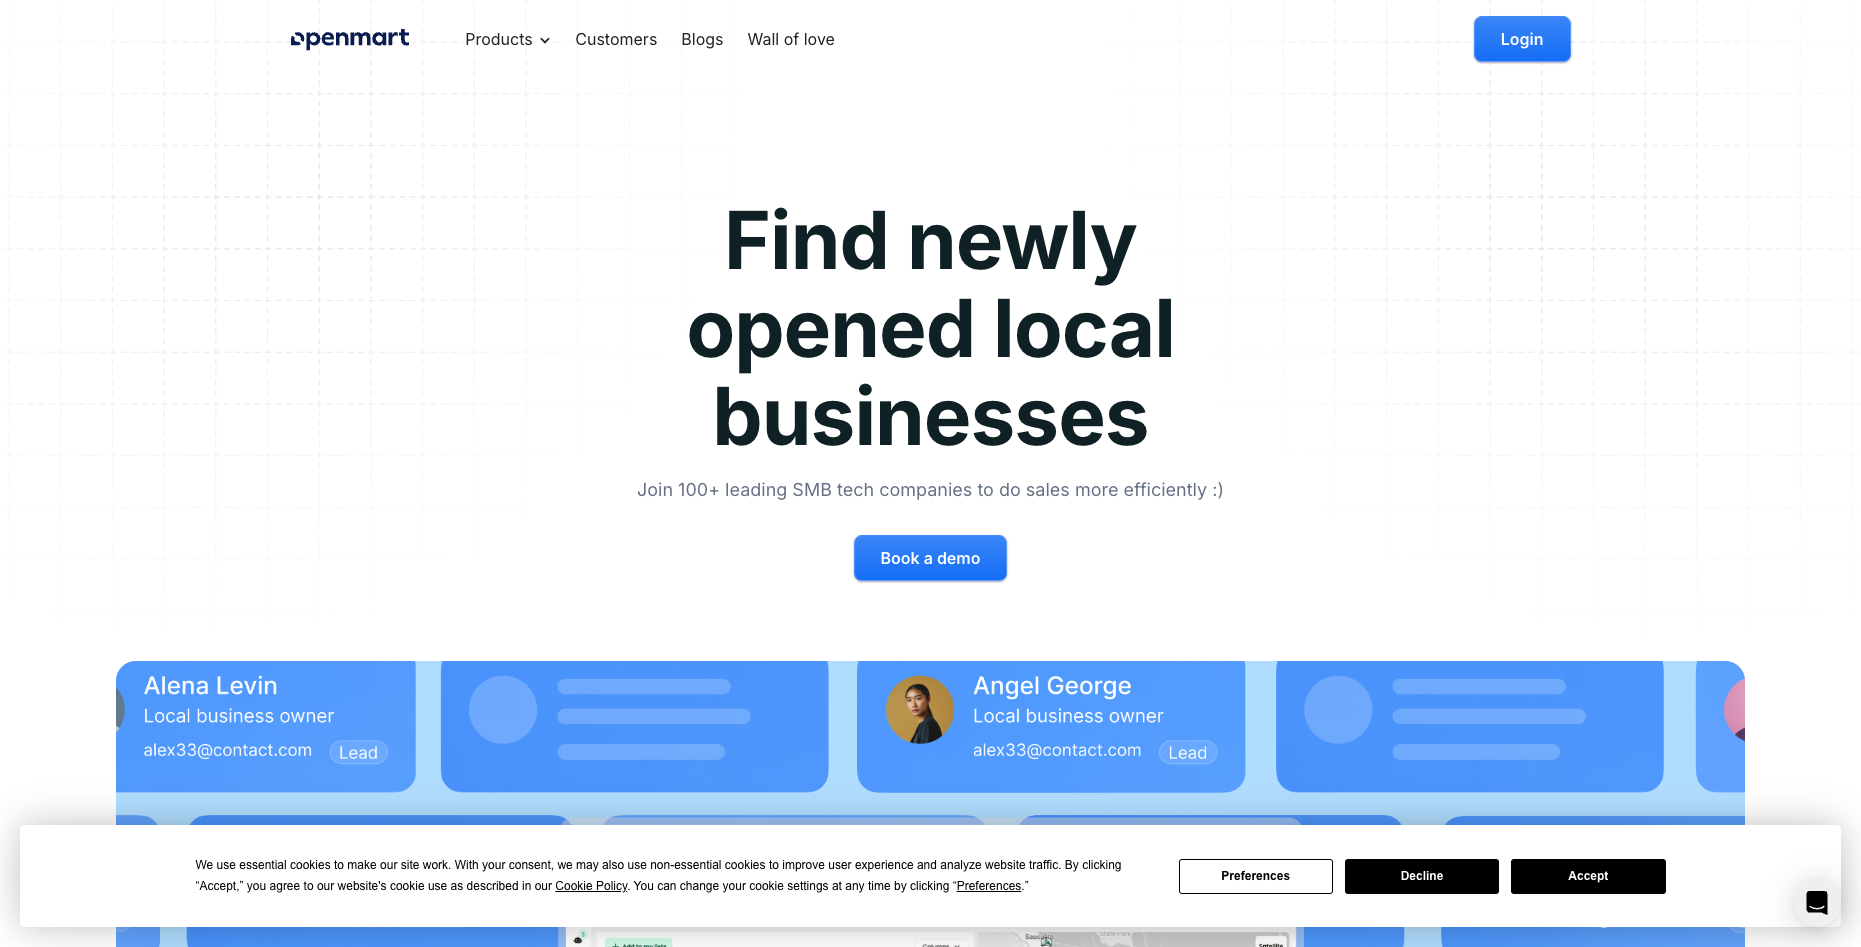 openmart
Products
Customers
Blogs
Wall of love
Login
Find newly
opened local
businesses
Join 100+ leading SMB tech companies to do sales more efficiently :)
Book a demo
Alena Levin
Local business owner
alex33@contact.com
Lead
Angel George
Local business owner
alex33@contact.com
Lead
We use essential cookies to make our site work. With your consent, we may also use non-essential cookies to improve user experience and analyze website traffic. By clicking
“Accept,” you agree to our website's cookie use as described in our Cookie Policy. You can change your cookie settings at any time by clicking “Preferences.”
Preferences
Decline
Accept